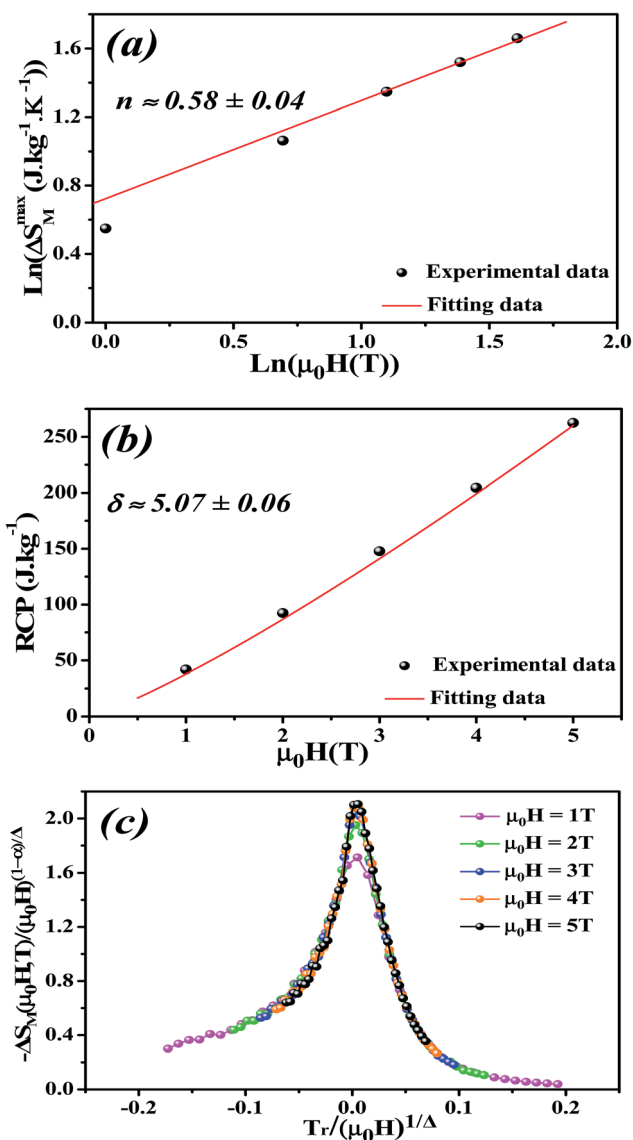 (a)
n ≈ 0.58 ± 0.04
Ln(ΔS_M^max (J.kg⁻¹.K⁻¹))
1.6
1.2
0.8
0.4
0.0
Experimental data
Fitting data
0.0 0.5 1.0 1.5 2.0
Ln(μ₀H(T))
(b)
δ ≈ 5.07 ± 0.06
RCP (J.kg⁻¹)
250
200
150
100
50
0
Experimental data
Fitting data
0 1 2 3 4 5
μ₀H(T)
(c)
-ΔS_M(μ₀H,T)/(μ₀H)^(1-α)/Δ
2.0
1.6
1.2
0.8
0.4
0.0
μ₀H = 1T
μ₀H = 2T
μ₀H = 3T
μ₀H = 4T
μ₀H = 5T
-0.2 -0.1 0.0 0.1 0.2
T_r/(μ₀H)^1/Δ